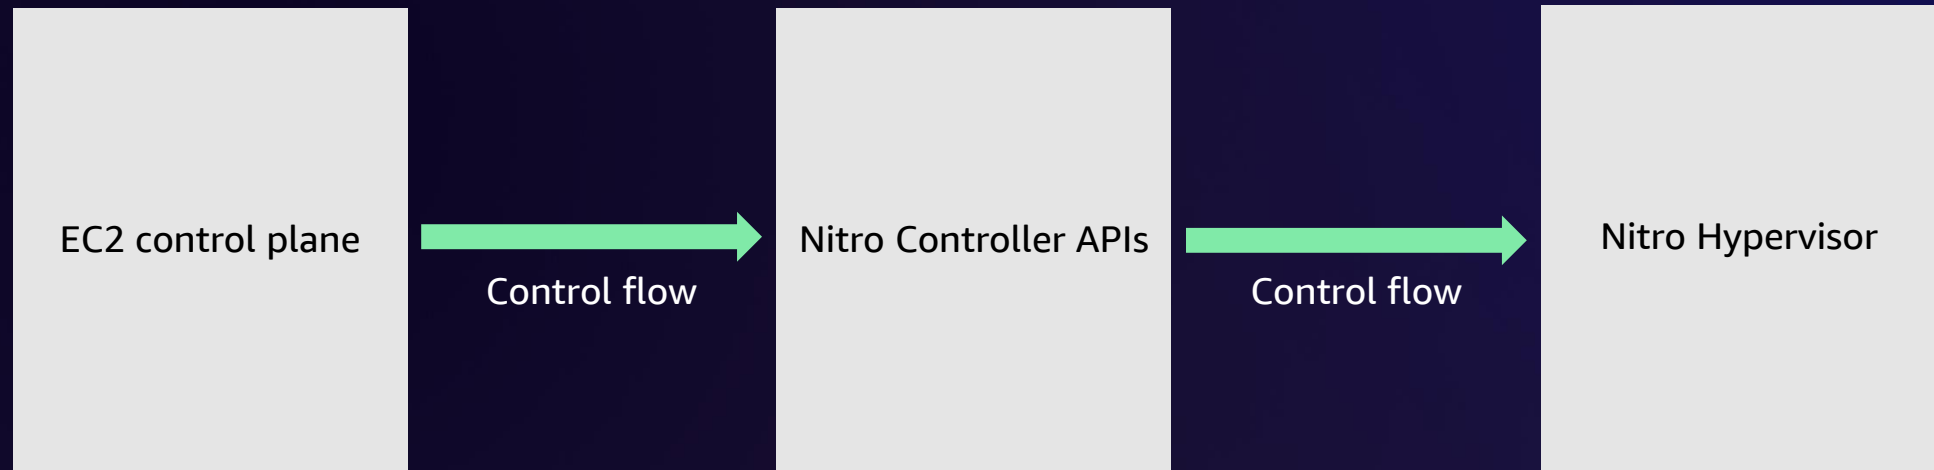 EC2 control plane
Control flow
Nitro Controller APIs
Control flow
Nitro Hypervisor